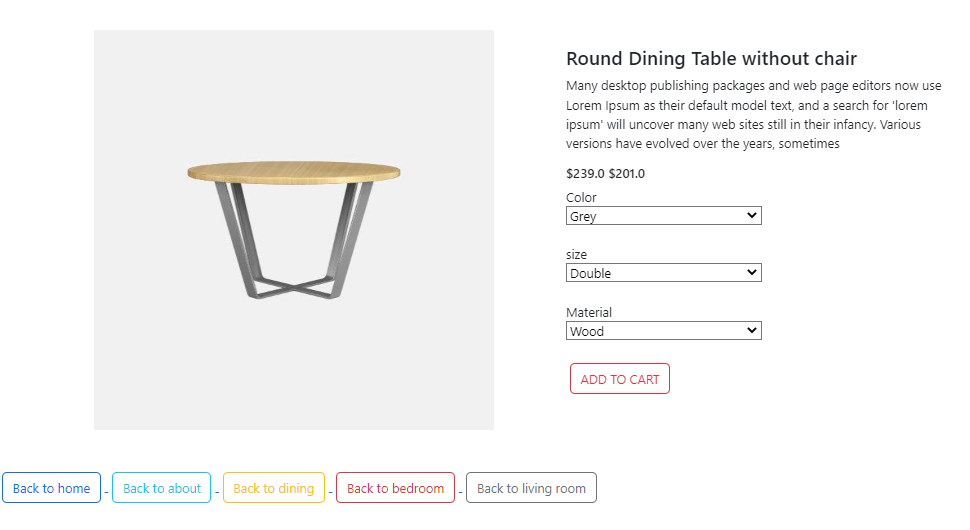 Round Dining Table without chair
Many desktop publishing packages and web page editors now use
Lorem Ipsum as their default model text, and a search for 'lorem
ipsum' will uncover many web sites still in their infancy. Various
versions have evolved over the years, sometimes
$239.0 $201.0
Color
Grey
size
Double
Material
Wood
ADD TO CART
Back to home - Back to about - Back to dining - Back to bedroom - Back to living room